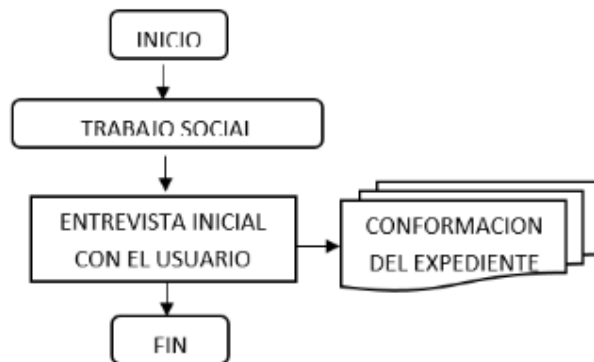 INICIO
TRABAJO SOCIAL
ENTREVISTA INICIAL
CON EL USUARIO
CONFORMACION
DEL EXPEDIENTE
FIN